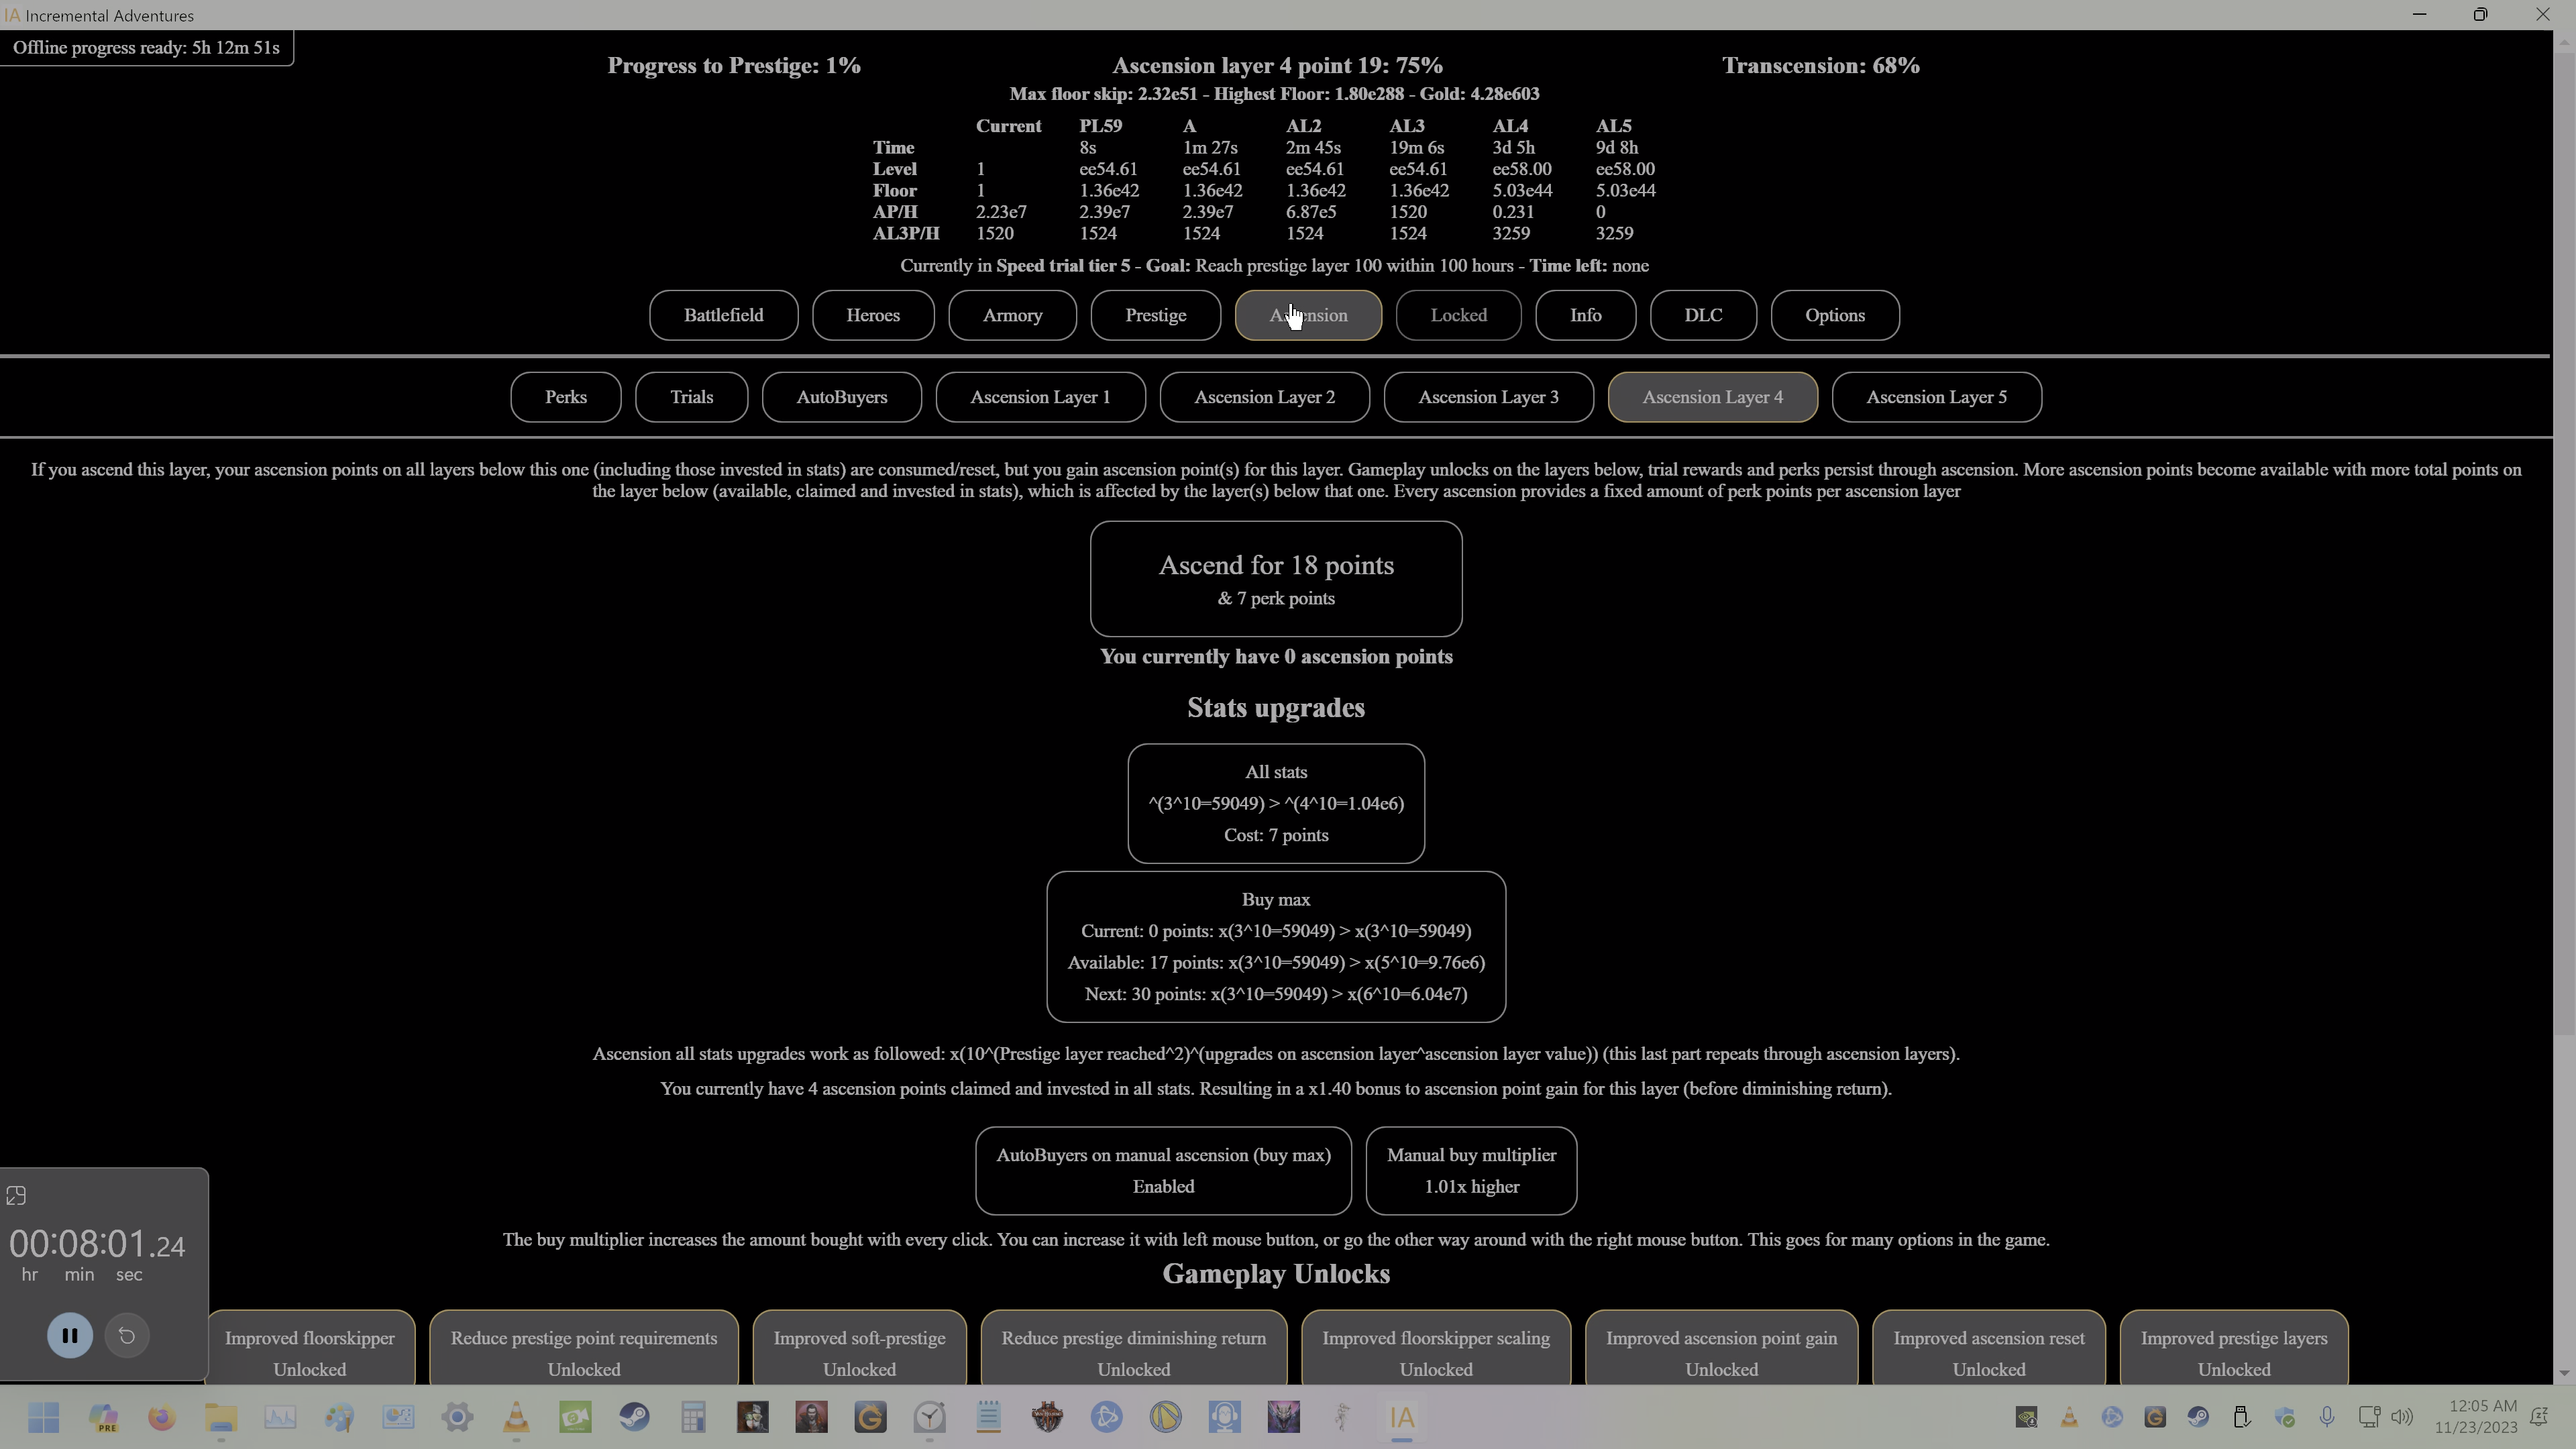 IA Incremental Adventures
Offline progress ready: 5h 12m 51s
Progress to Prestige: 1% Ascension layer 4 point 19: 75% Transcension: 68%
Max floor skip: 2.32e51 - Highest Floor: 1.80e288 - Gold: 4.28e603
Current PL59 A AL2 AL3 AL4 AL5
Time 8s 1m 27s 2m 45s 19m 6s 3d 5h 9d 8h
Level 1 ee54.61 ee54.61 ee54.61 ee54.61 ee58.00 ee58.00
Floor 1 1.36e42 1.36e42 1.36e42 1.36e42 5.03e44 5.03e44
AP/H 2.23e7 2.39e7 2.39e7 6.87e5 1520 0.231 0
AL3P/H 1520 1524 1524 1524 1524 3259 3259
Currently in Speed trial tier 5 - Goal: Reach prestige layer 100 within 100 hours - Time left: none
Battlefield Heroes Armory Prestige Ascension Locked Info DLC Options
Perks Trials AutoBuyers Ascension Layer 1 Ascension Layer 2 Ascension Layer 3 Ascension Layer 4 Ascension Layer 5
If you ascend this layer, your ascension points on all layers below this one (including those invested in stats) are consumed/reset, but you gain ascension point(s) for this layer. Gameplay unlocks on the layers below, trial rewards and perks persist through ascension. More ascension points become available with more total points on
the layer below (available, claimed and invested in stats), which is affected by the layer(s) below that one. Every ascension provides a fixed amount of perk points per ascension layer
Ascend for 18 points
& 7 perk points
You currently have 0 ascension points
Stats upgrades
All stats
^(3^10=59049) > ^(4^10=1.04e6)
Cost: 7 points
Buy max
Current: 0 points: x(3^10=59049) > x(3^10=59049)
Available: 17 points: x(3^10=59049) > x(5^10=9.76e6)
Next: 30 points: x(3^10=59049) > x(6^10=6.04e7)
Ascension all stats upgrades work as followed: x(10^(Prestige layer reached^2)^(upgrades on ascension layer^ascension layer value)) (this last part repeats through ascension layers).
You currently have 4 ascension points claimed and invested in all stats. Resulting in a x1.40 bonus to ascension point gain for this layer (before diminishing return).
AutoBuyers on manual ascension (buy max) Manual buy multiplier
Enabled 1.01x higher
The buy multiplier increases the amount bought with every click. You can increase it with left mouse button, or go the other way around with the right mouse button. This goes for many options in the game.
Gameplay Unlocks
Improved floorskipper Reduce prestige point requirements Improved soft-prestige Reduce prestige diminishing return Improved floorskipper scaling Improved ascension point gain Improved ascension reset Improved prestige layers
Unlocked Unlocked Unlocked Unlocked Unlocked Unlocked Unlocked Unlocked
00:08:01.24
hr min sec
PRE
IA
12:05 AM
11/23/2023